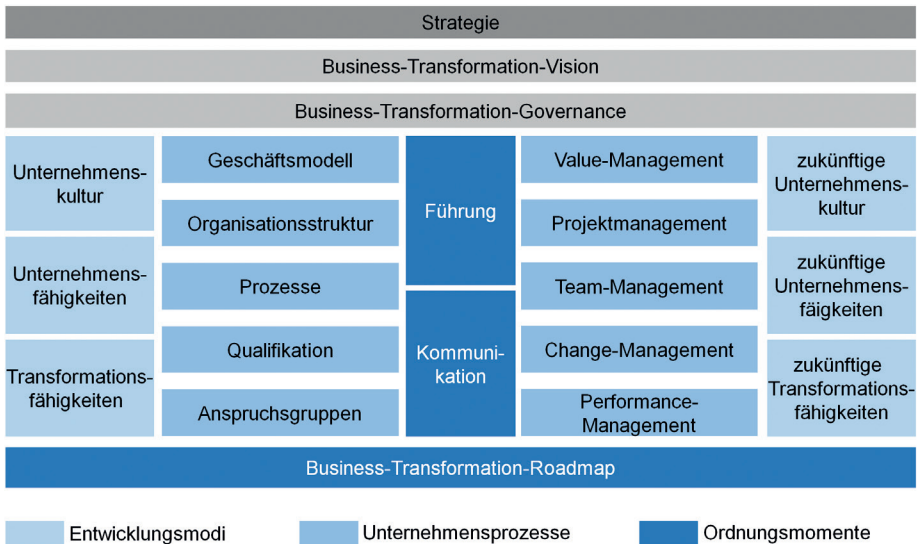 Strategie
Business-Transformation-Vision
Business-Transformation-Governance
Unternehmens-
kultur
Unternehmens-
fähigkeiten
Transformations-
fähigkeiten
Geschäftsmodell
Organisationsstruktur
Prozesse
Qualifikation
Anspruchsgruppen
Führung
Kommuni-
kation
Value-Management
Projektmanagement
Team-Management
Change-Management
Performance-
Management
zukünftige
Unternehmens-
kultur
zukünftige
Unternehmens-
fäigkeiten
zukünftige
Transformations-
fähigkeiten
Business-Transformation-Roadmap
Entwicklungsmodi
Unternehmensprozesse
Ordnungsmomente